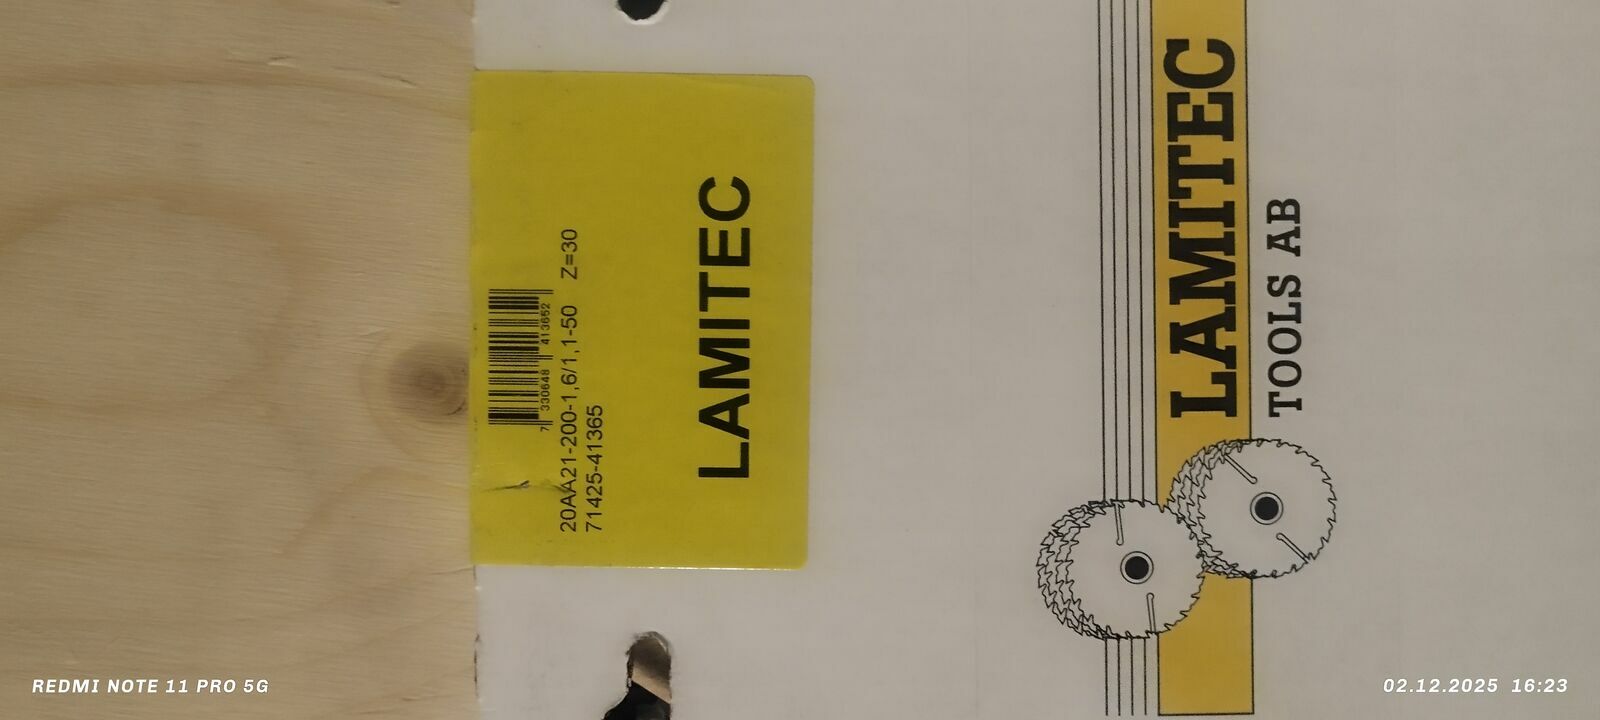 7 330648 413652
20AA21-200-1,6/1,1-50 Z=30
71425-41365
LAMITEC
LAMITEC
TOOLS AB
REDMI NOTE 11 PRO 5G
02.12.2025 16:23